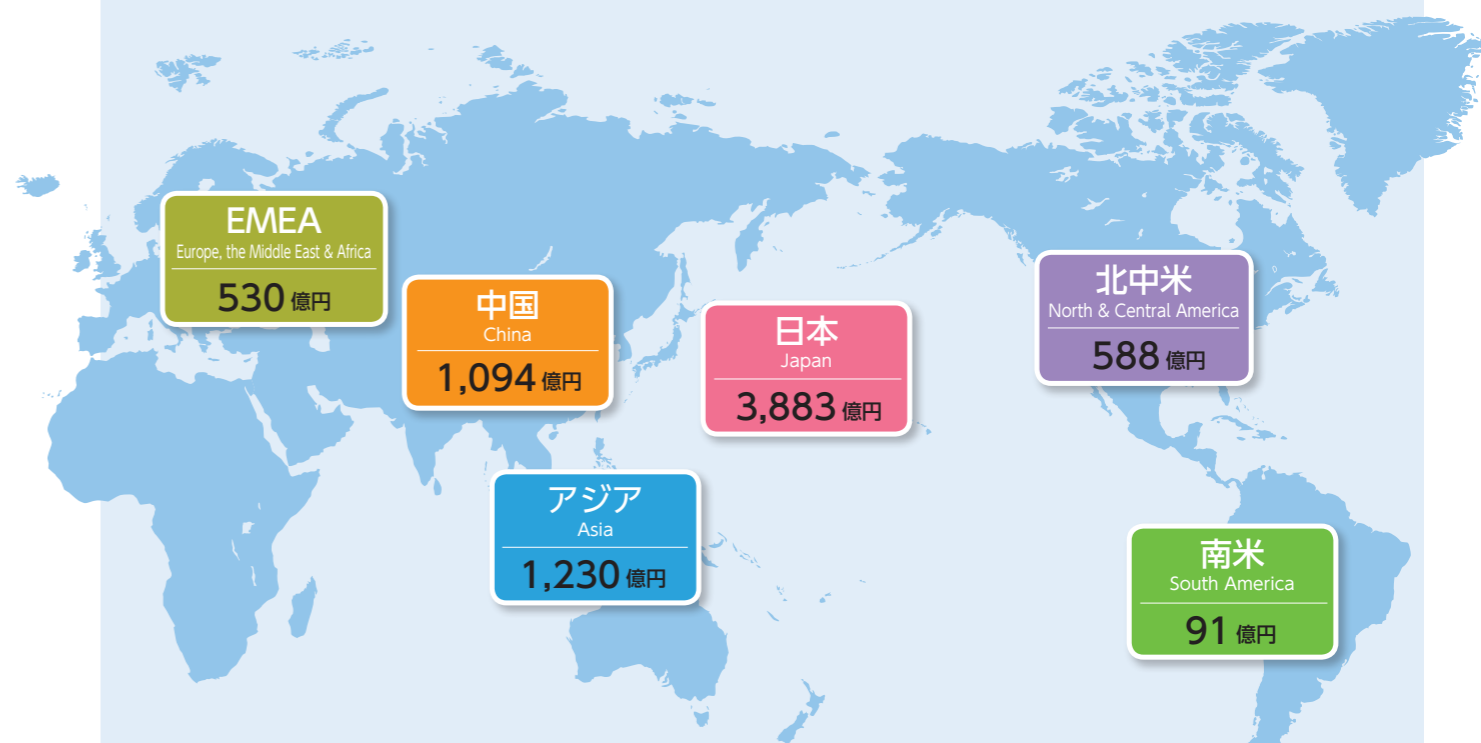 EMEA
Europe, the Middle East & Africa
530 億円
中国
China
1,094 億円
日本
Japan
3,883 億円
北中米
North & Central America
588 億円
アジア
Asia
1,230 億円
南米
South America
91 億円